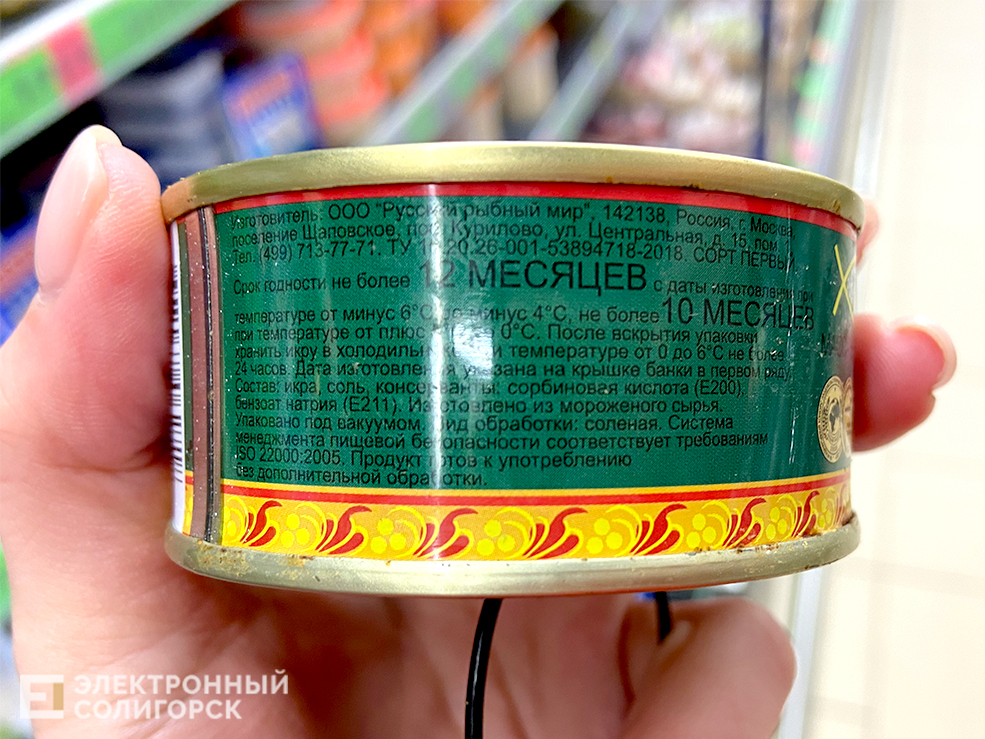 Изготовитель: ООО "Русский рыбный мир", 142138, Россия, г. Москва,
поселение Щаповское, пос. Курилово, ул. Центральная, д. 15, пом
Тел. (499) 713-77-71. ТУ 10.20.26-001-53894718-2018. СОРТ ПЕРВЫЙ
Срок годности не более 12 МЕСЯЦЕВ с даты изготовления при
температуре от минус 6°С до минус 4°С, не более 10 МЕСЯЦЕВ
при температуре от плюс 0°С. После вскрытия упаковки
хранить икру в холодильнике при температуре от 0 до 6°С не более
24 часов. Дата изготовления указана на крышке банки в первом ряду.
Состав: икра, соль, консерванты: сорбиновая кислота (Е200),
бензоат натрия (Е211). Изготовлено из мороженого сырья.
Упаковано под вакуумом. Вид обработки: соленая. Система
менеджмента пищевой безопасности соответствует требованиям
ISO 22000:2005. Продукт готов к употреблению
без дополнительной обработки.
ЭЛЕКТРОННЫЙ
СОЛИГОРСК